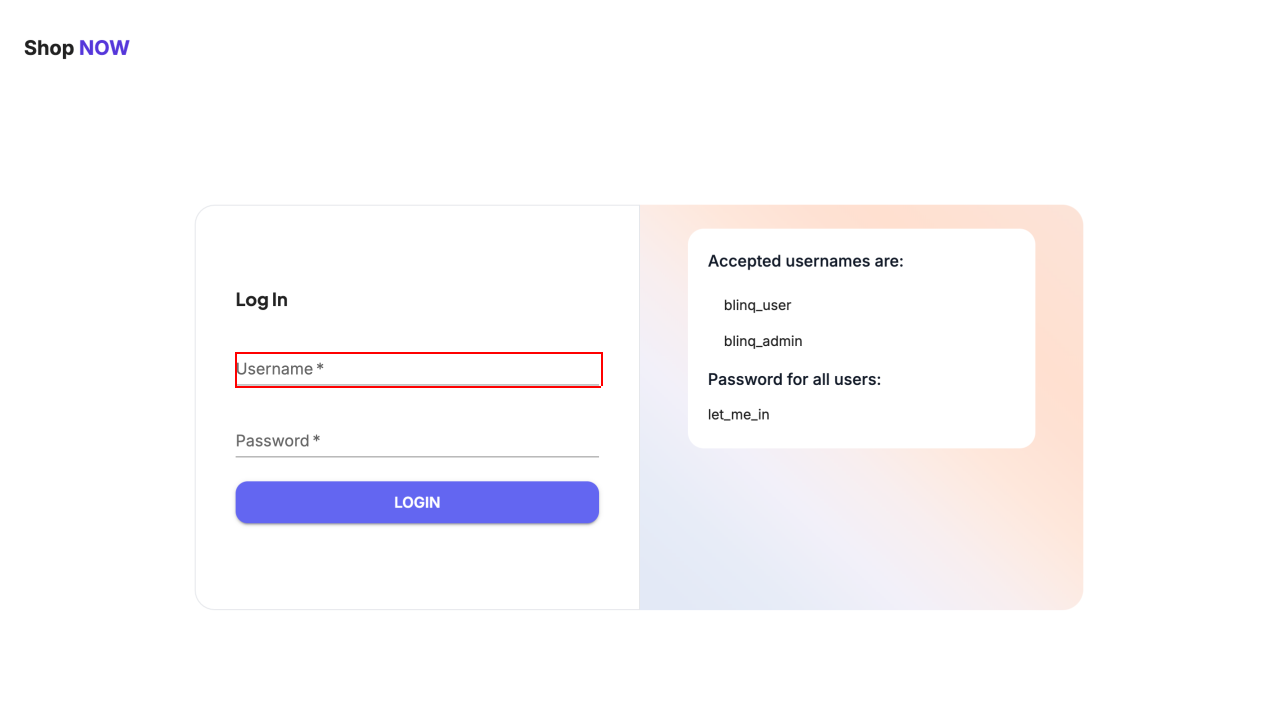 Shop NOW
Log In
Username *
Password *
LOGIN
Accepted usernames are:
blinq_user
blinq_admin
Password for all users:
let_me_in